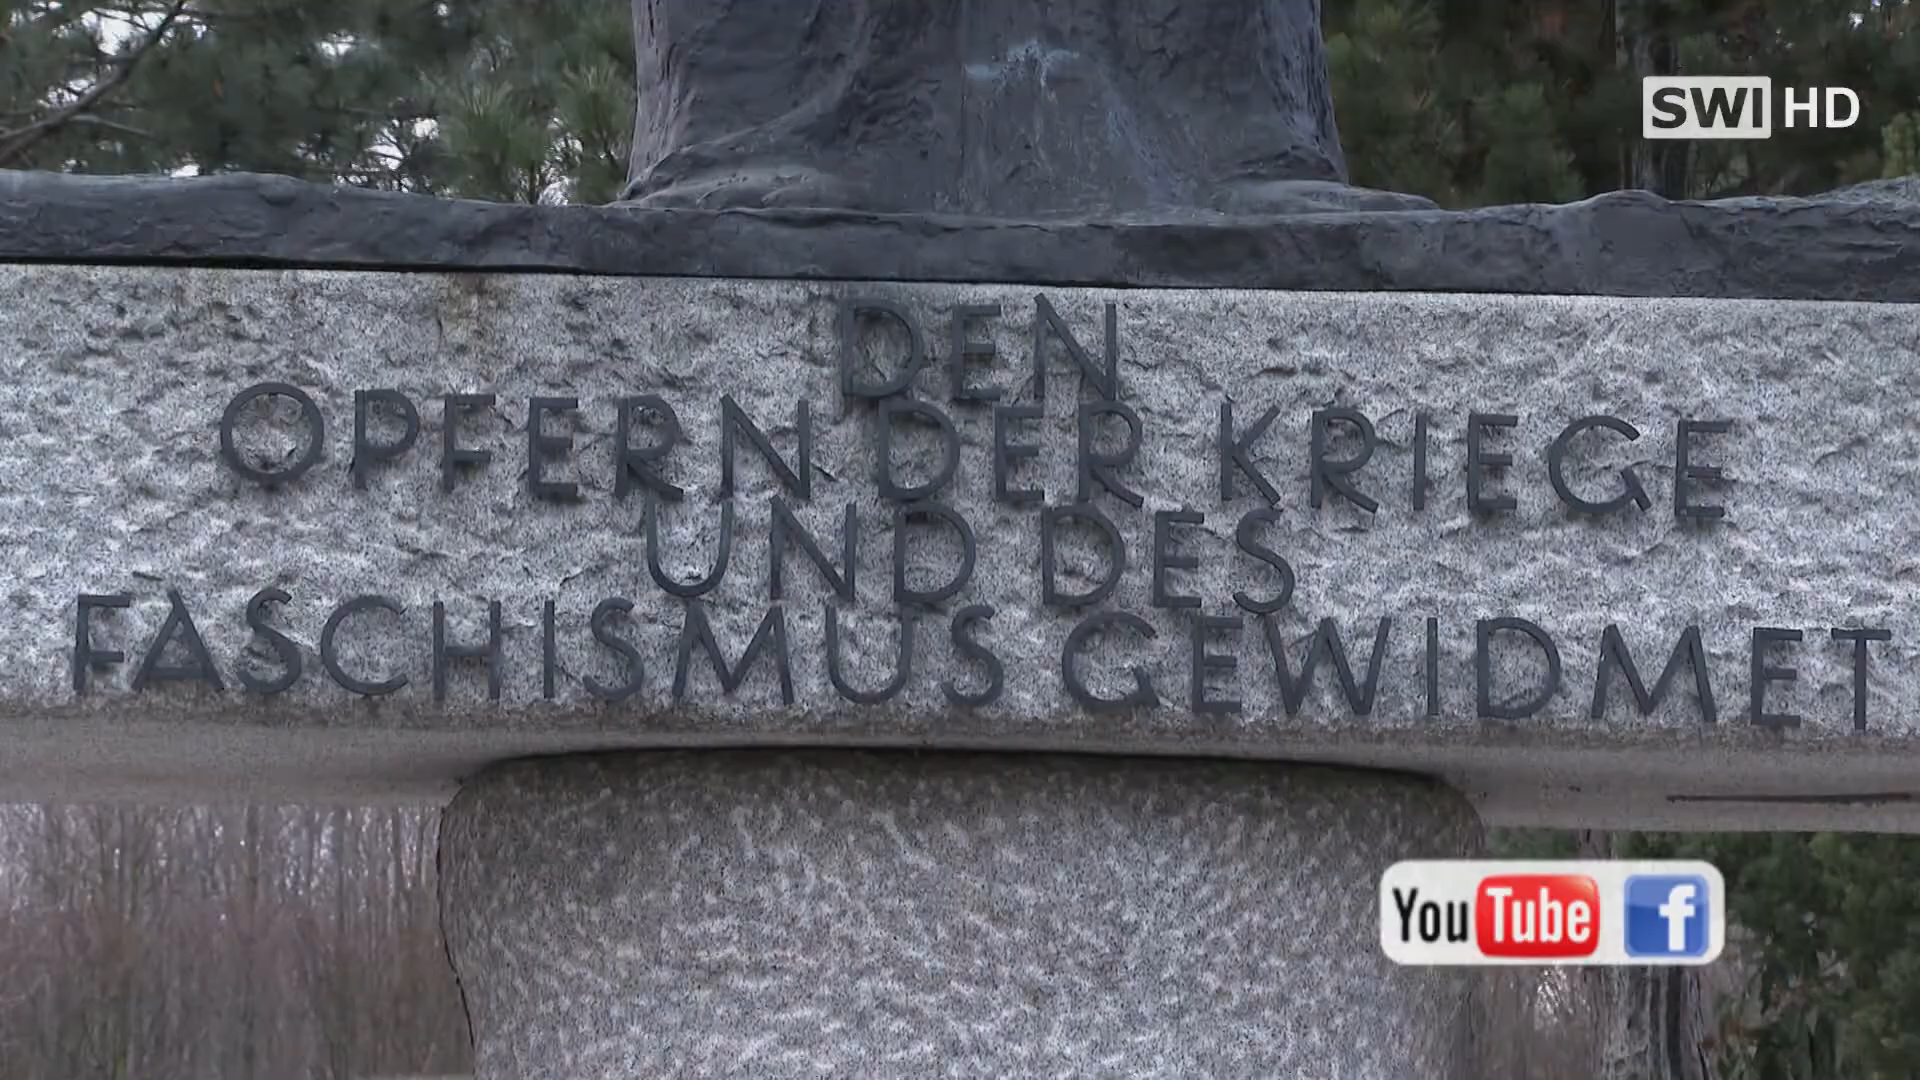 SWI HD
DEN
OPFERN DER KRIEGE
UND DES
FASCHISMUS GEWIDMET
YouTube f